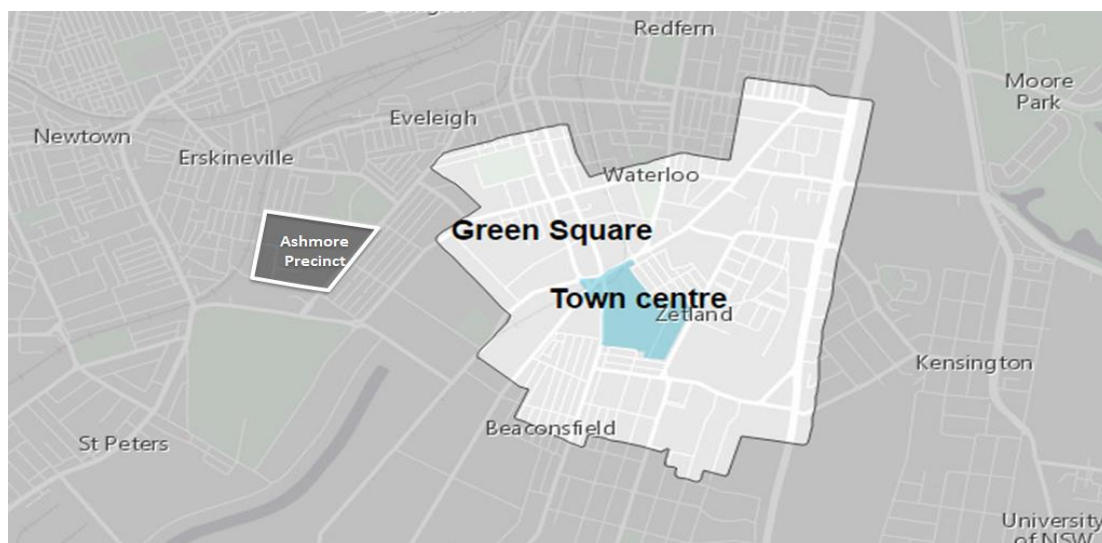 Redfern
Moore
Park
Eveleigh
Newtown
Erskineville
Waterloo
Green Square
Ashmore
Precinct
Town centre
Zetland
Kensington
Beaconsfield
St Peters
University
of NSW